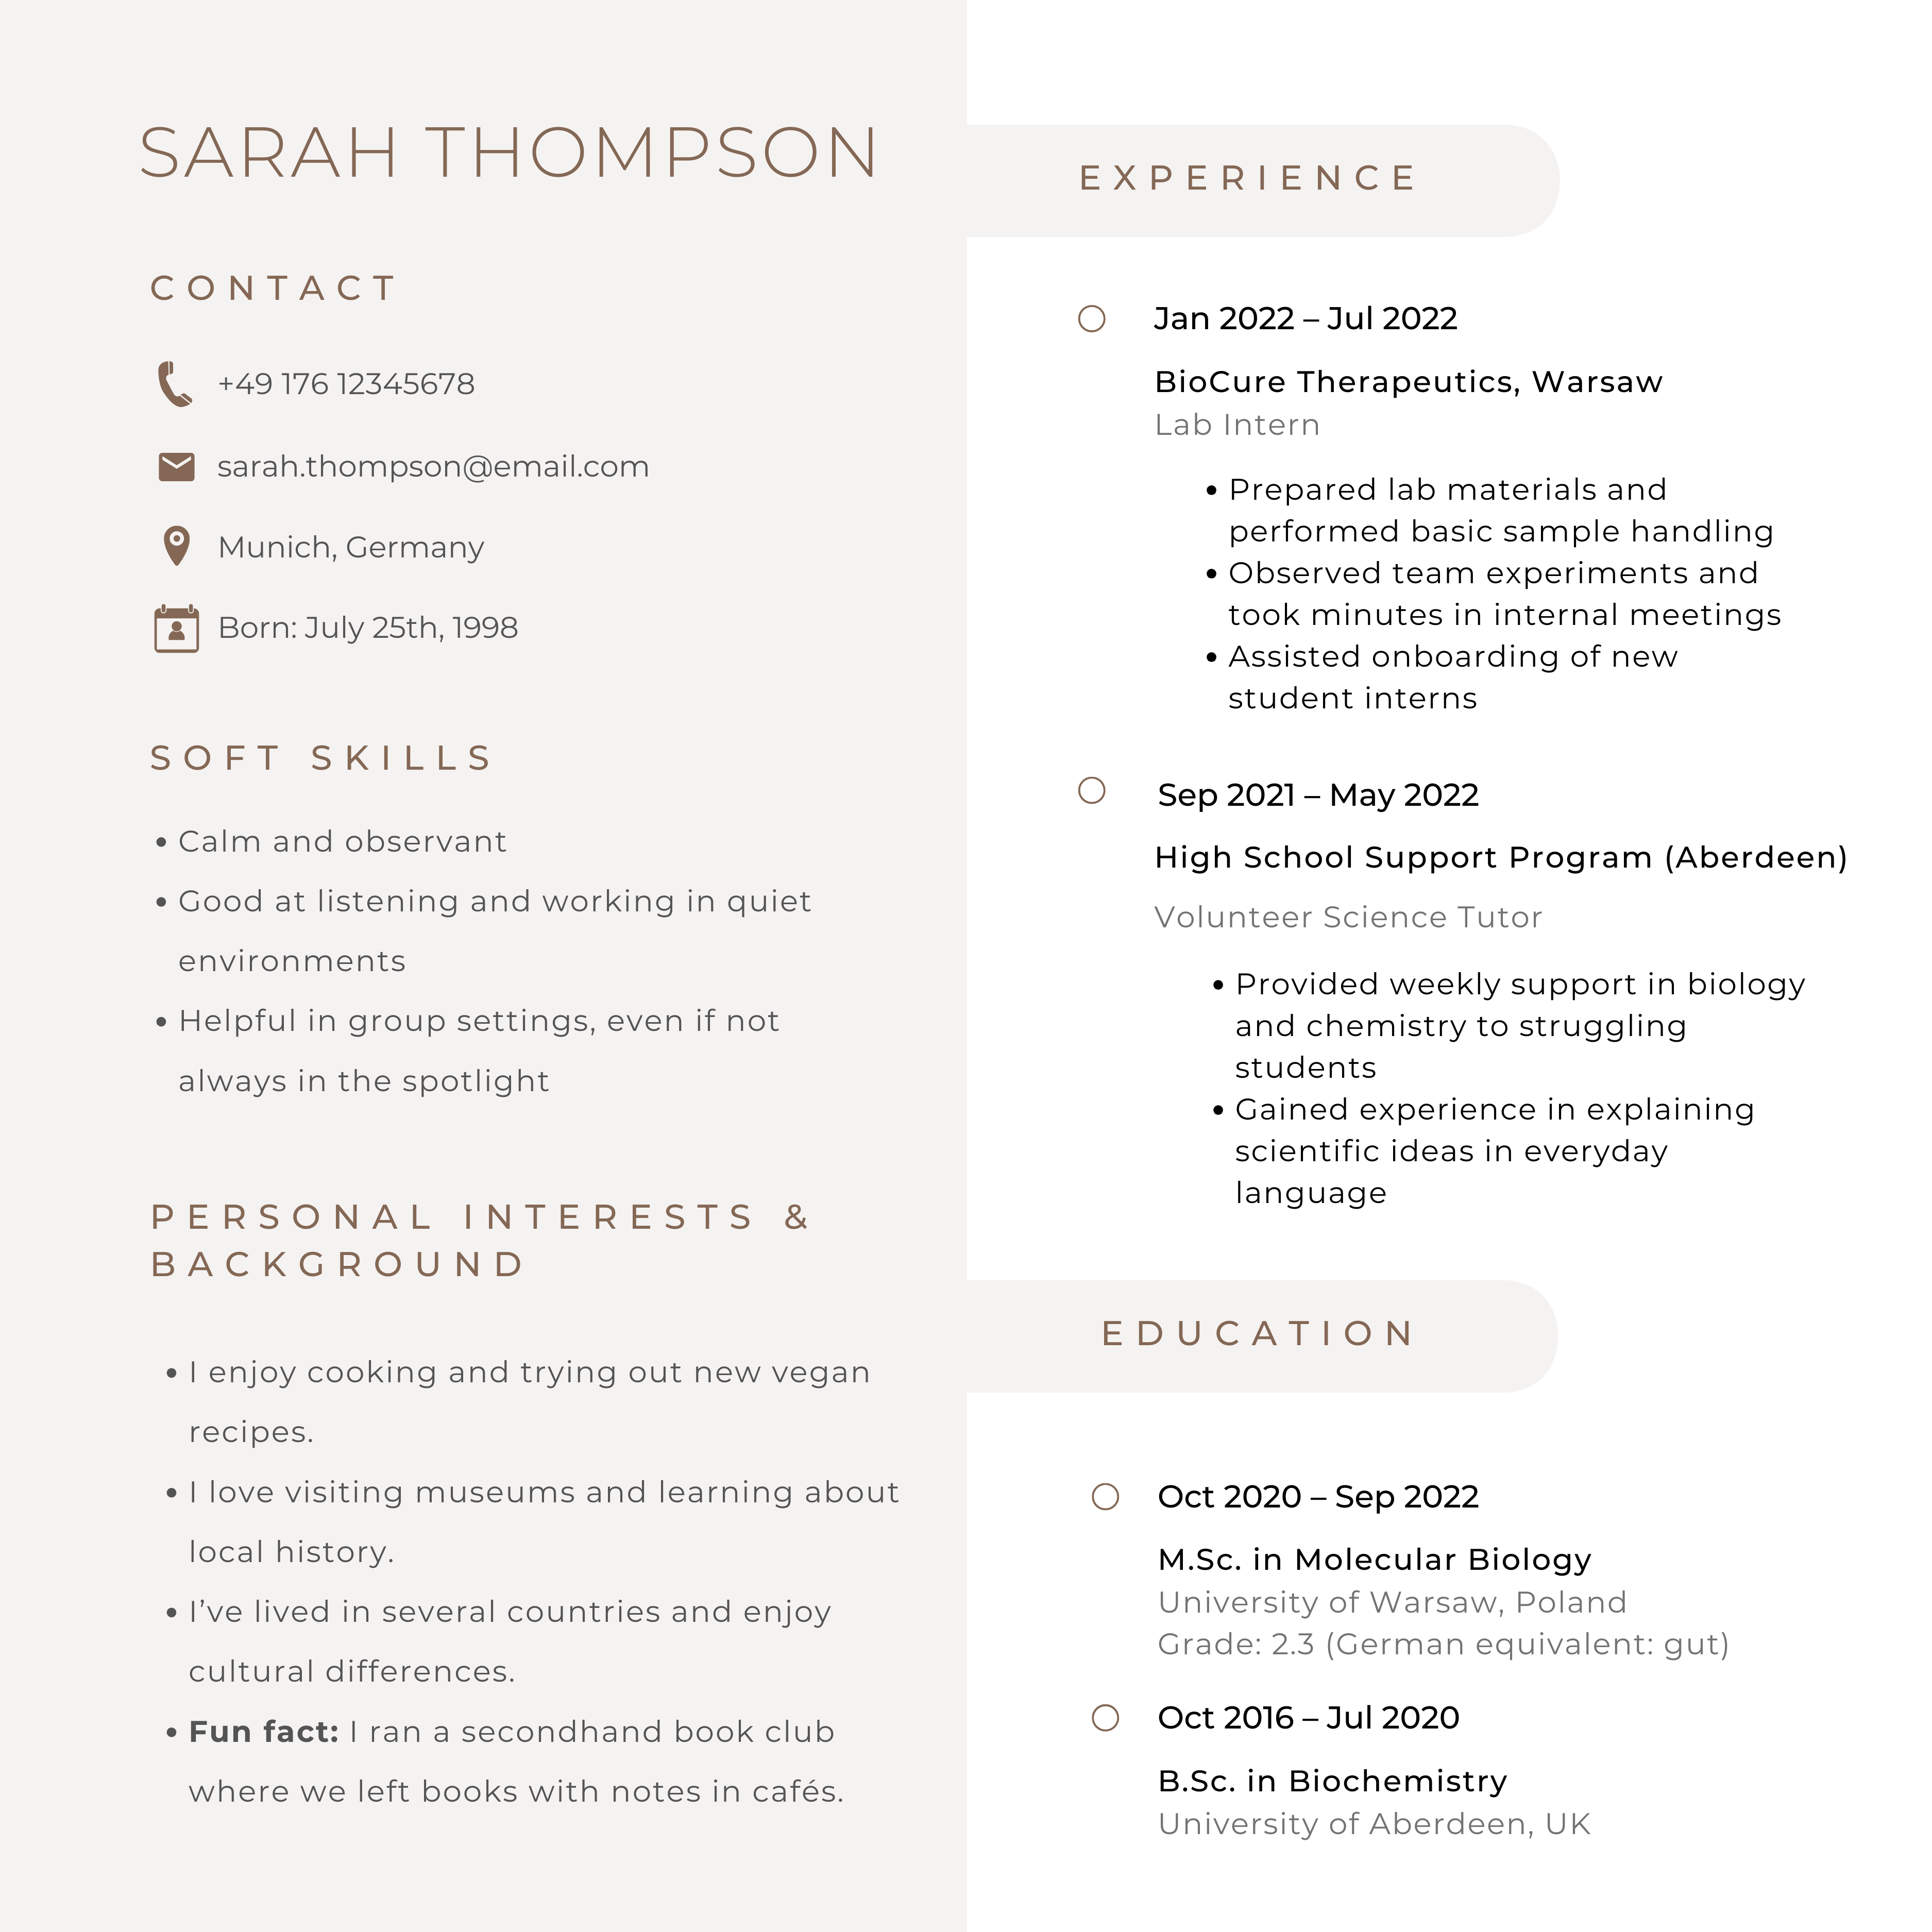 SARAH THOMPSON
CONTACT
+49 176 12345678
sarah.thompson@email.com
Munich, Germany
Born: July 25th, 1998
SOFT SKILLS
• Calm and observant
• Good at listening and working in quiet
environments
• Helpful in group settings, even if not
always in the spotlight
PERSONAL INTERESTS &
BACKGROUND
• I enjoy cooking and trying out new vegan
recipes.
• I love visiting museums and learning about
local history.
• I’ve lived in several countries and enjoy
cultural differences.
• Fun fact: I ran a secondhand book club
where we left books with notes in cafés.
EXPERIENCE
Jan 2022 – Jul 2022
BioCure Therapeutics, Warsaw
Lab Intern
• Prepared lab materials and
performed basic sample handling
• Observed team experiments and
took minutes in internal meetings
• Assisted onboarding of new
student interns
Sep 2021 – May 2022
High School Support Program (Aberdeen)
Volunteer Science Tutor
• Provided weekly support in biology
and chemistry to struggling
students
• Gained experience in explaining
scientific ideas in everyday
language
EDUCATION
Oct 2020 – Sep 2022
M.Sc. in Molecular Biology
University of Warsaw, Poland
Grade: 2.3 (German equivalent: gut)
Oct 2016 – Jul 2020
B.Sc. in Biochemistry
University of Aberdeen, UK